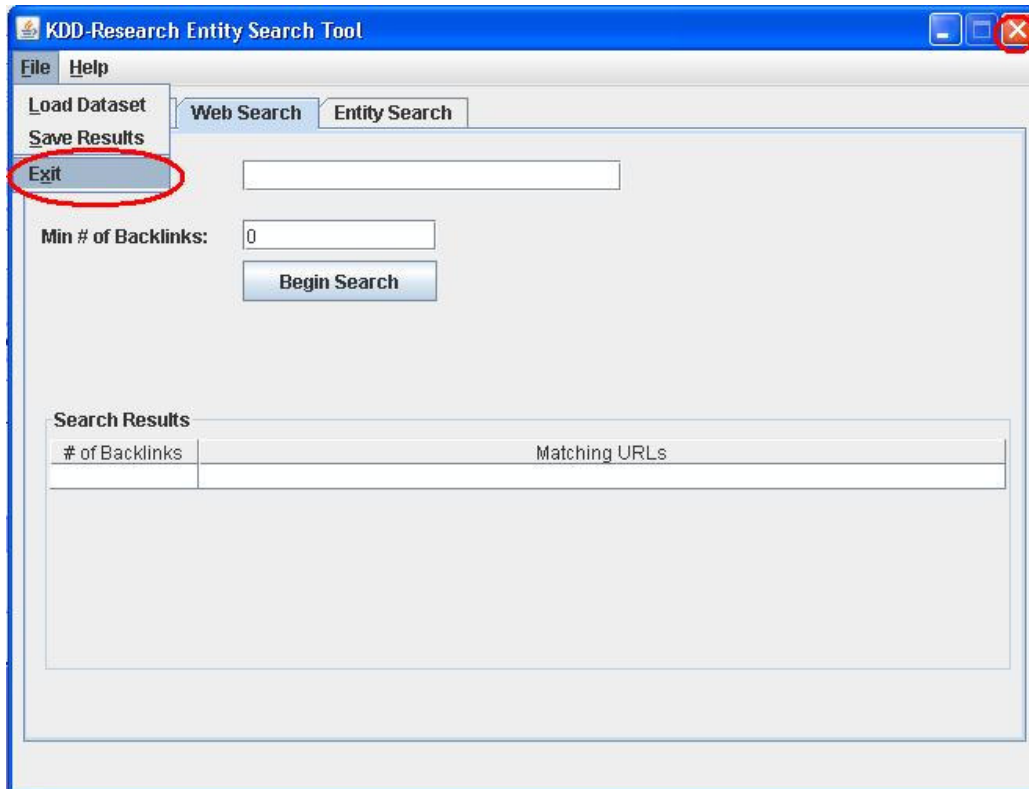 KDD-Research Entity Search Tool
File Help
Load Dataset
Web Search Entity Search
Save Results
Exit
Min # of Backlinks: 0
Begin Search
Search Results
# of Backlinks Matching URLs